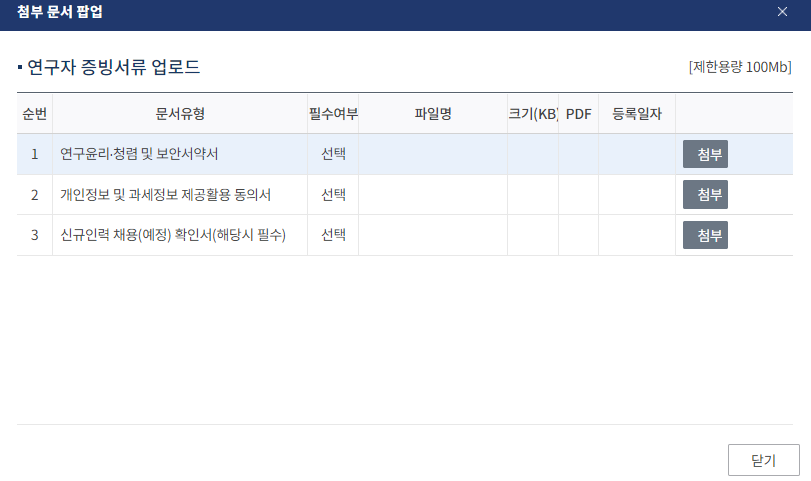 첨부 문서 팝업
연구자 증빙서류 업로드
[제한용량 100Mb]
순번 문서유형 필수여부 파일명 크기(KB) PDF 등록일자
1 연구윤리·청렴 및 보안서약서 선택 첨부
2 개인정보 및 과세정보 제공활용 동의서 선택 첨부
3 신규인력 채용(예정) 확인서(해당시 필수) 선택 첨부
닫기